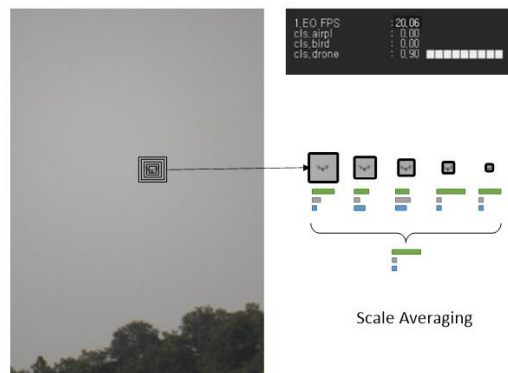 1.EO FPS : 20.06
cls.airpl : 0.00
cls.bird : 0.00
cls.drone : 0.90
Scale Averaging